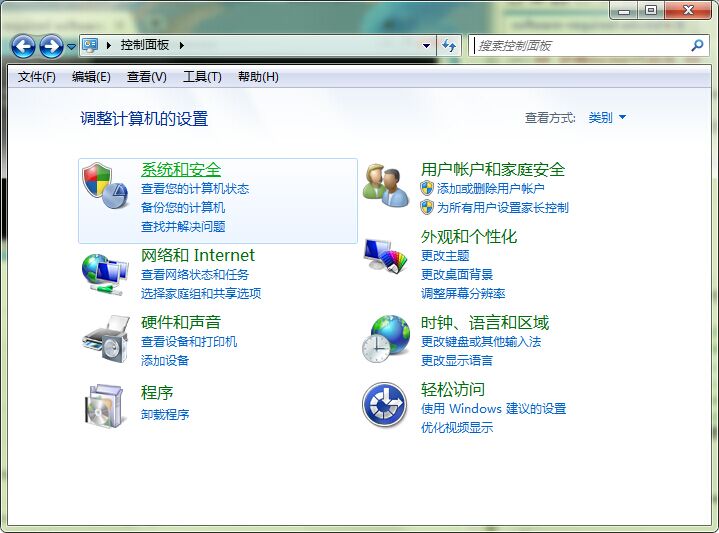 控制面板
搜索控制面板
文件(F) 编辑(E) 查看(V) 工具(T) 帮助(H)
调整计算机的设置
查看方式: 类别
系统和安全
查看您的计算机状态
备份您的计算机
查找并解决问题
网络和 Internet
查看网络状态和任务
选择家庭组和共享选项
硬件和声音
查看设备和打印机
添加设备
程序
卸载程序
用户帐户和家庭安全
添加或删除用户帐户
为所有用户设置家长控制
外观和个性化
更改主题
更改桌面背景
调整屏幕分辨率
时钟、语言和区域
更改键盘或其他输入法
更改显示语言
轻松访问
使用 Windows 建议的设置
优化视频显示